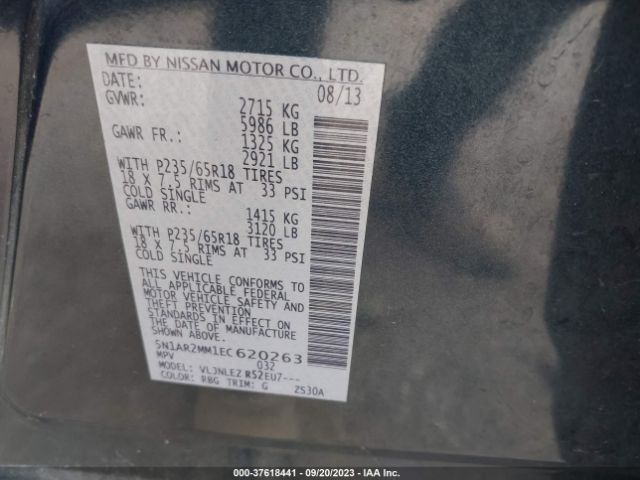 MFD BY NISSAN MOTOR CO., LTD.
DATE: 08/13
GVWR: 2715 KG
5986 LB
GAWR FR.: 1325 KG
2921 LB
WITH P235/65R18 TIRES
18 X 7.5 RIMS AT 33 PSI
COLD SINGLE
GAWR RR.: 1415 KG
3120 LB
WITH P235/65R18 TIRES
18 X 7.5 RIMS AT 33 PSI
COLD SINGLE
THIS VEHICLE CONFORMS TO
ALL APPLICABLE FEDERAL
MOTOR VEHICLE SAFETY AND
THEFT PREVENTION
STANDARDS IN EFFECT ON
THE DATE OF MANUFACTURE
5N1AR2MM1EC620263
MPV 032
MODEL: VLJNLEZ R52EU7---
COLOR: RBG TRIM: G ZS30A
000-37618441 — 09/20/2023 — IAA Inc.